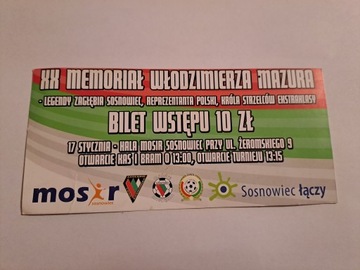 XX MEMORIAŁ WŁODZIMIERZA MAZURA
- LEGENDY ZAGŁĘBIA SOSNOWIEC, REPREZENTANTA POLSKI, KRÓLA STRZELCÓW EKSTRAKLASY
BILET WSTĘPU 10 ZŁ
17 STYCZNIA - HALA MOSIR SOSNOWIEC PRZY UL. ŻEROMSKIEGO 9
OTWARCIE KAS I BRAM O 13:00, OTWARCIE TURNIEJU 13:15
mosir
Sosnowiec łączy